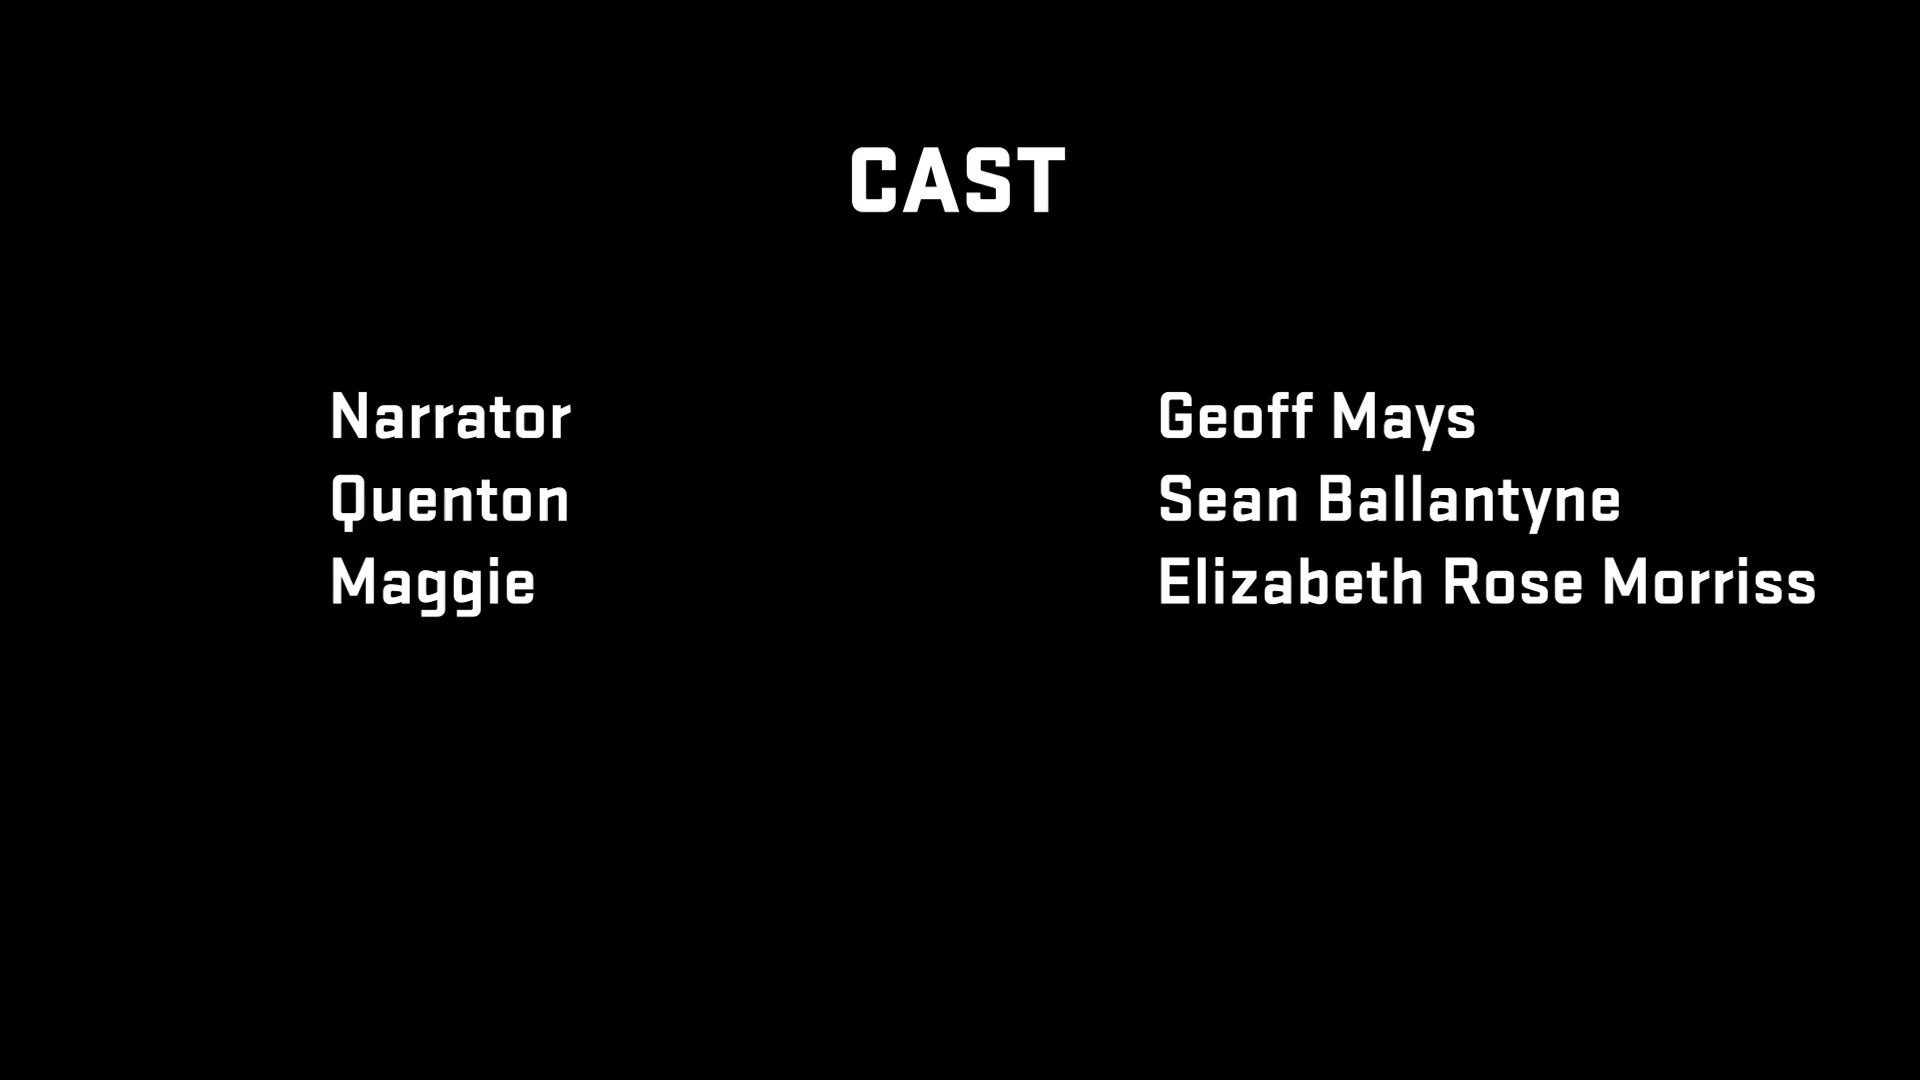 CAST
Narrator Geoff Mays
Quenton Sean Ballantyne
Maggie Elizabeth Rose Morriss